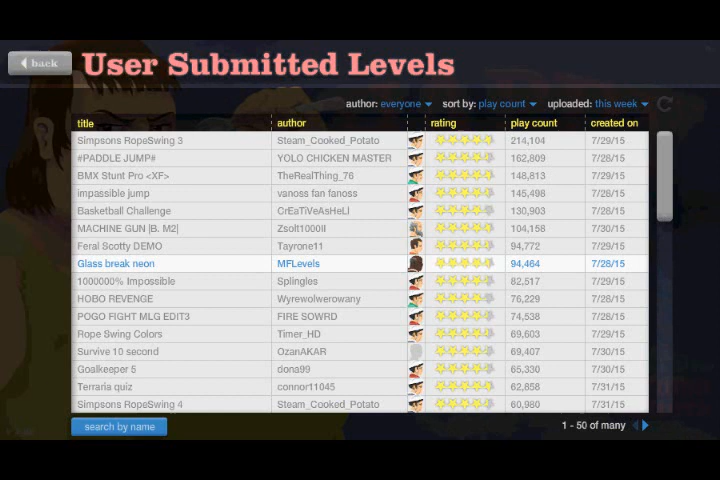 back
User Submitted Levels
author: everyone sort by: play count uploaded: this week
title author rating play count created on
Simpsons RopeSwing 3 Steam_Cooked_Potato 214,104 7/29/15
#PADDLE JUMP# YOLO CHICKEN MASTER 162,809 7/28/15
BMX Stunt Pro <XF> TheRealThing_76 148,813 7/29/15
impassible jump vanoss fan fanoss 145,498 7/28/15
Basketball Challenge CrEaTiVeAsHeLl 130,903 7/28/15
MACHINE GUN |B. M2| Zsolt1000II 104,158 7/30/15
Feral Scotty DEMO Tayrone11 94,772 7/29/15
Glass break neon MFLevels 94,464 7/28/15
1000000% Impossible Splingles 82,517 7/29/15
HOBO REVENGE Wyrewolwerowany 76,229 7/28/15
POGO FIGHT MLG EDIT3 FIRE SOWRD 74,538 7/28/15
Rope Swing Colors Timer_HD 69,603 7/29/15
Survive 10 second OzanAKAR 69,407 7/30/15
Goalkeeper 5 dona99 65,330 7/30/15
Terraria quiz connor11045 62,858 7/31/15
Simpsons RopeSwing 4 Steam_Cooked_Potato 60,980 7/31/15
search by name 1 - 50 of many